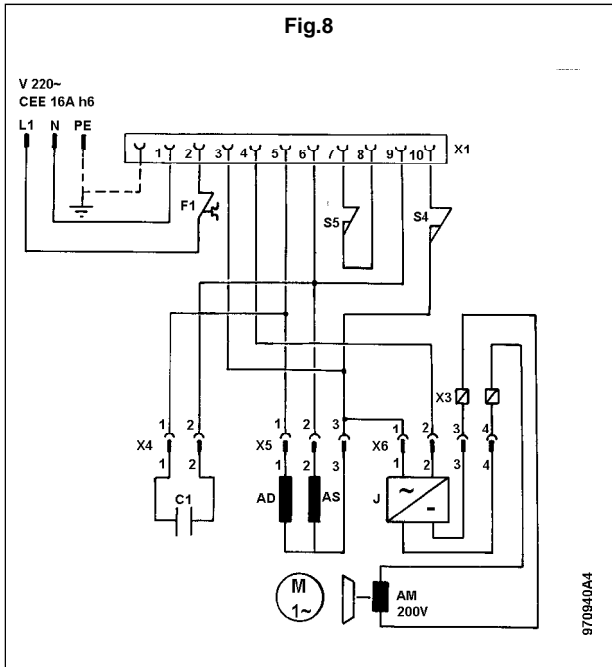 Fig.8
V 220~
CEE 16A h6
L1 N PE
1 2 3 4 5 6 7 8 9 10 X1
F1 S5 S4
X3
1 2 1 2 3 1 2 3 4
X4 X5 X6
1 2 1 2 3 1 2 3 4
C1 AD AS J ~ -
M
1~
AM
200V
970940A4